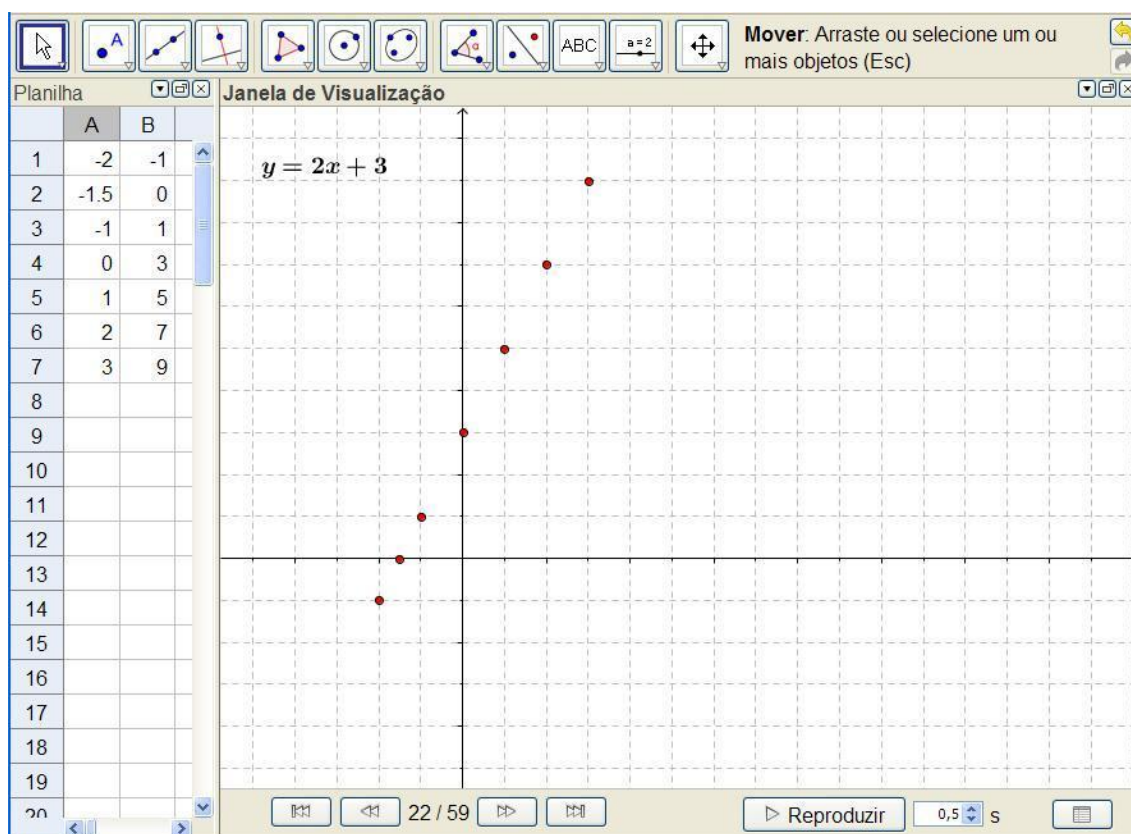 A
α
ABC
a=2
Mover: Arraste ou selecione um ou
mais objetos (Esc)
Planilha
Janela de Visualização
A B
1 -2 -1
2 -1.5 0
3 -1 1
4 0 3
5 1 5
6 2 7
7 3 9
8
9
10
11
12
13
14
15
16
17
18
19
20
y = 2x + 3
22 / 59
Reproduzir
0,5 s